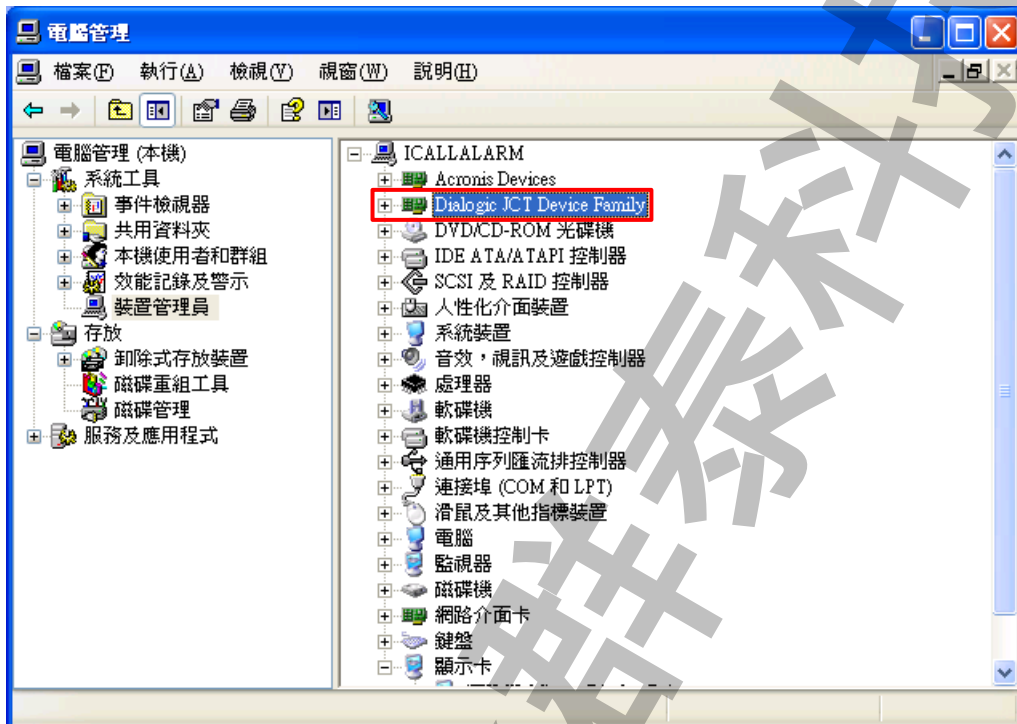 電腦管理
檔案(F) 執行(A) 檢視(V) 視窗(W) 說明(H)
電腦管理 (本機)
系統工具
事件檢視器
共用資料夾
本機使用者和群組
效能記錄及警示
裝置管理員
存放
卸除式存放裝置
磁碟重組工具
磁碟管理
服務及應用程式
ICALLALARM
Acronis Devices
Dialogic JCT Device Family
DVD/CD-ROM 光碟機
IDE ATA/ATAPI 控制器
SCSI 及 RAID 控制器
人性化介面裝置
系統裝置
音效，視訊及遊戲控制器
處理器
軟碟機
軟碟機控制卡
通用序列匯流排控制器
連接埠 (COM 和 LPT)
滑鼠及其他指標裝置
電腦
監視器
磁碟機
網路介面卡
鍵盤
顯示卡
群泰科技